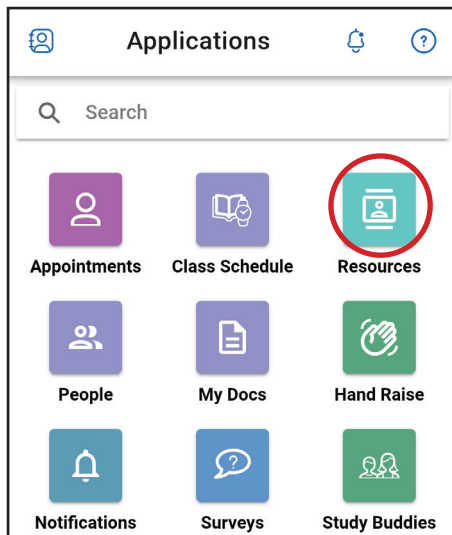 Applications
Search
Appointments Class Schedule Resources
People My Docs Hand Raise
Notifications Surveys Study Buddies